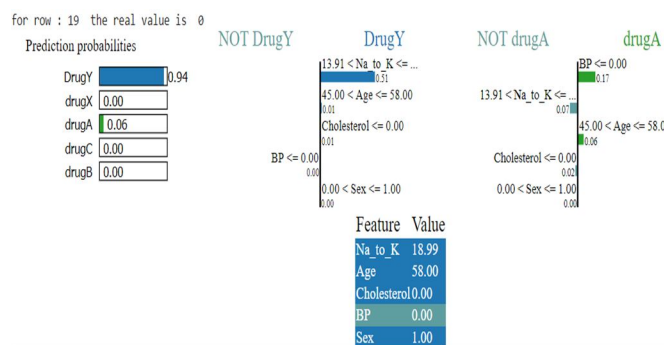 for row : 19 the real value is 0
Prediction probabilities
DrugY 0.94
drugX 0.00
drugA 0.06
drugC 0.00
drugB 0.00
NOT DrugY DrugY
13.91 < Na_to_K <= ...
0.51
45.00 < Age <= 58.00
0.01
Cholesterol <= 0.00
0.01
BP <= 0.00
0.00
0.00 < Sex <= 1.00
0.00
NOT drugA drugA
BP <= 0.00
0.17
13.91 < Na_to_K <= ...
0.07
45.00 < Age <= 58.0
0.06
Cholesterol <= 0.00
0.02
0.00 < Sex <= 1.00
0.00
Feature Value
Na_to_K 18.99
Age 58.00
Cholesterol 0.00
BP 0.00
Sex 1.00